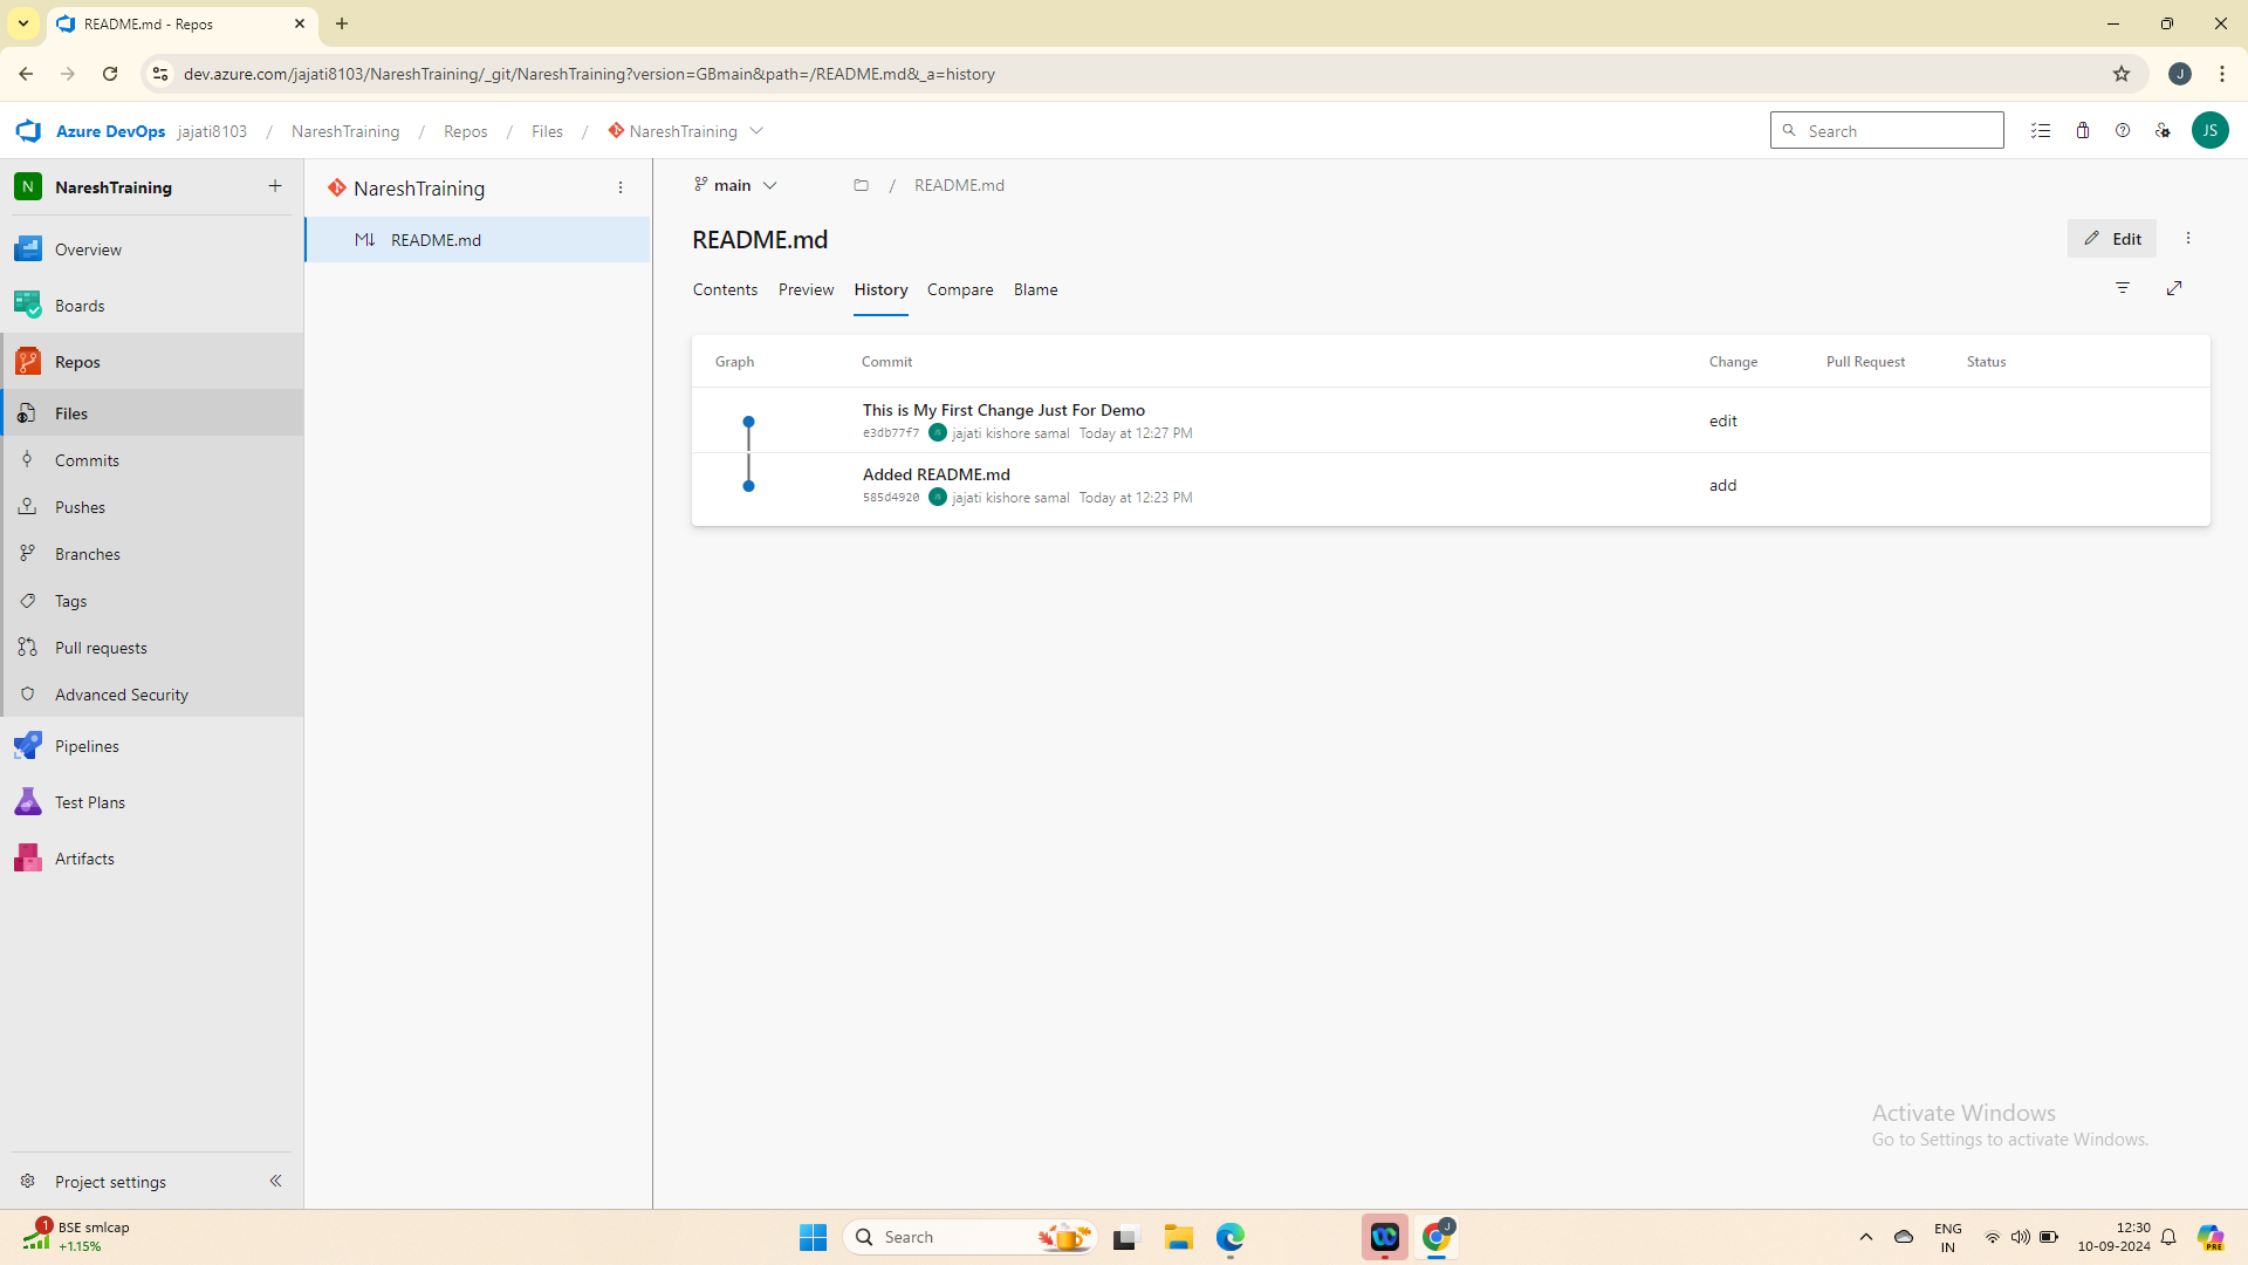 README.md - Repos
dev.azure.com/jajati8103/NareshTraining/_git/NareshTraining?version=GBmain&path=/README.md&_a=history
J
Azure DevOps jajati8103 / NareshTraining / Repos / Files / NareshTraining
Search
JS
N NareshTraining
Overview
Boards
Repos
Files
Commits
Pushes
Branches
Tags
Pull requests
Advanced Security
Pipelines
Test Plans
Artifacts
Project settings
NareshTraining
M↓ README.md
main / README.md
README.md
Edit
Contents Preview History Compare Blame
Graph Commit Change Pull Request Status
This is My First Change Just For Demo
e3db77f7 jajati kishore samal Today at 12:27 PM
edit
Added README.md
585d4920 jajati kishore samal Today at 12:23 PM
add
Activate Windows
Go to Settings to activate Windows.
1
BSE smlcap
+1.15%
Search
J
ENG
IN
12:30
10-09-2024
PRE